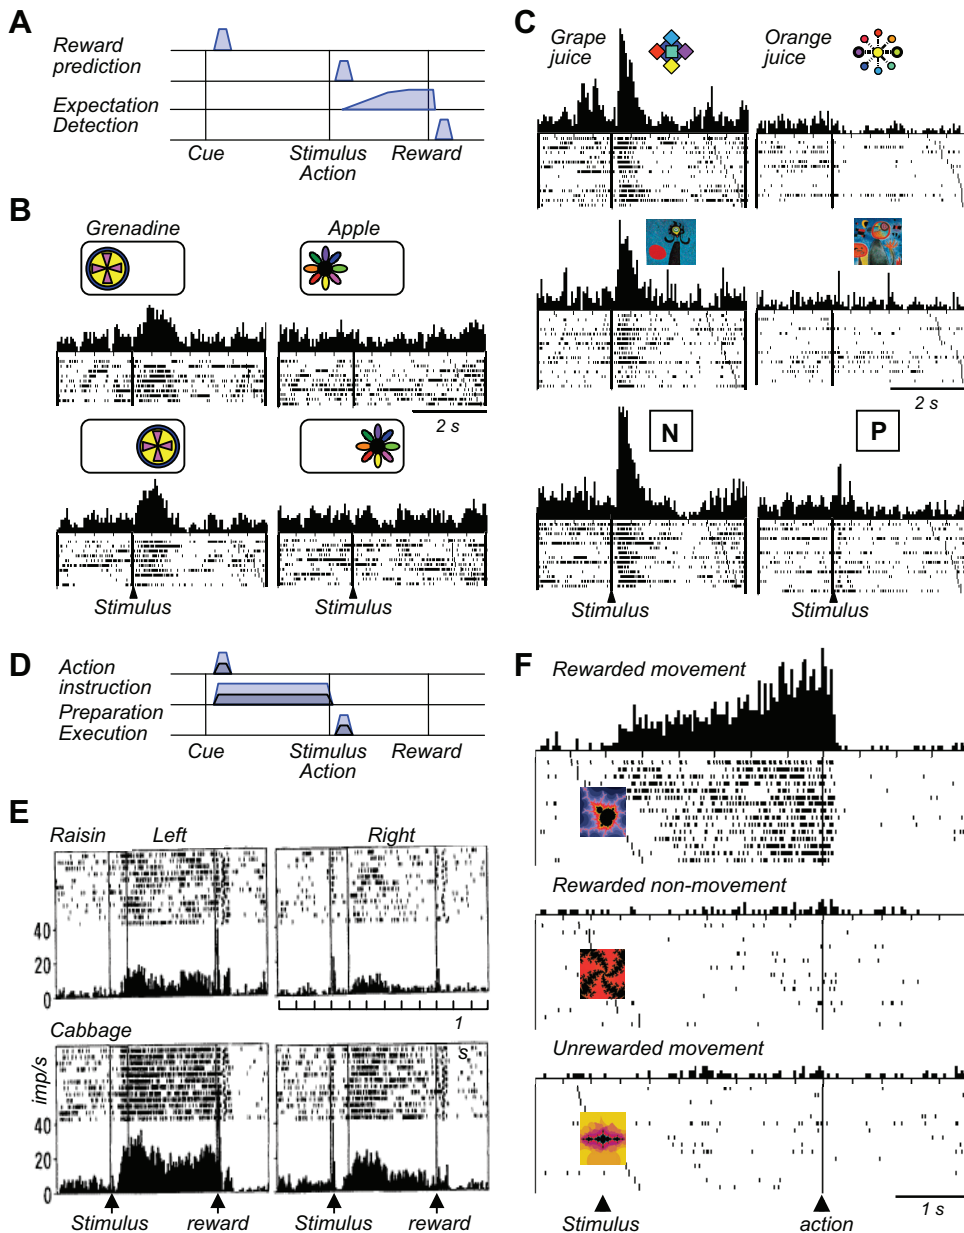 A
Reward
prediction
Expectation
Detection
Cue
Stimulus
Action
Reward
B
Grenadine
Apple
2 s
Stimulus
Stimulus
C
Grape
juice
Orange
juice
2 s
N
P
Stimulus
Stimulus
D
Action
instruction
Preparation
Execution
Cue
Stimulus
Action
Reward
E
Raisin
Left
Right
40
20
0
1
s
Cabbage
imp/s
40
20
0
Stimulus
reward
Stimulus
reward
F
Rewarded movement
Rewarded non-movement
Unrewarded movement
1 s
Stimulus
action